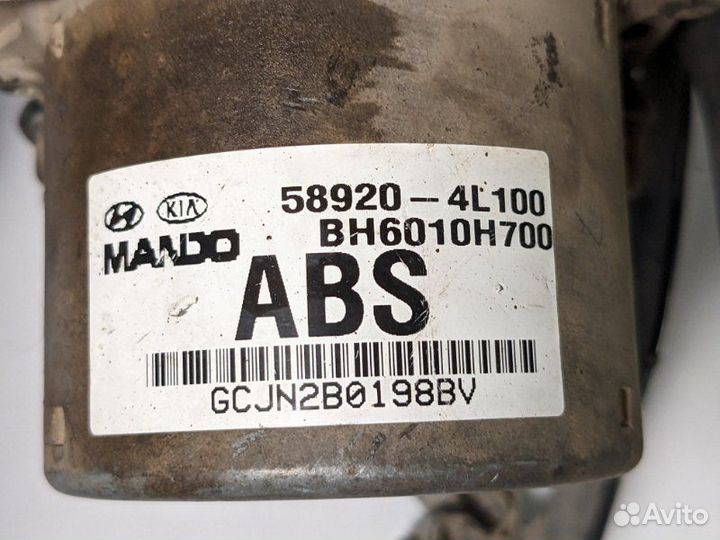 KIA 58920-4L100
MANDO BH6010H700
ABS
GCJN2B0198BV
Avito